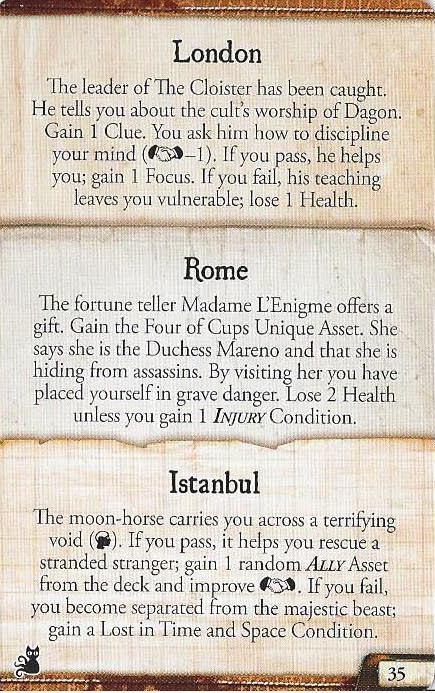 London
The leader of The Cloister has been caught.
He tells you about the cult's worship of Dagon.
Gain 1 Clue. You ask him how to discipline
your mind ( –1). If you pass, he helps
you; gain 1 Focus. If you fail, his teaching
leaves you vulnerable; lose 1 Health.
Rome
The fortune teller Madame L'Enigme offers a
gift. Gain the Four of Cups Unique Asset. She
says she is the Duchess Mareno and that she is
hiding from assassins. By visiting her you have
placed yourself in grave danger. Lose 2 Health
unless you gain 1 INJURY Condition.
Istanbul
The moon-horse carries you across a terrifying
void ( ). If you pass, it helps you rescue a
stranded stranger; gain 1 random ALLY Asset
from the deck and improve . If you fail,
you become separated from the majestic beast;
gain a Lost in Time and Space Condition.
35